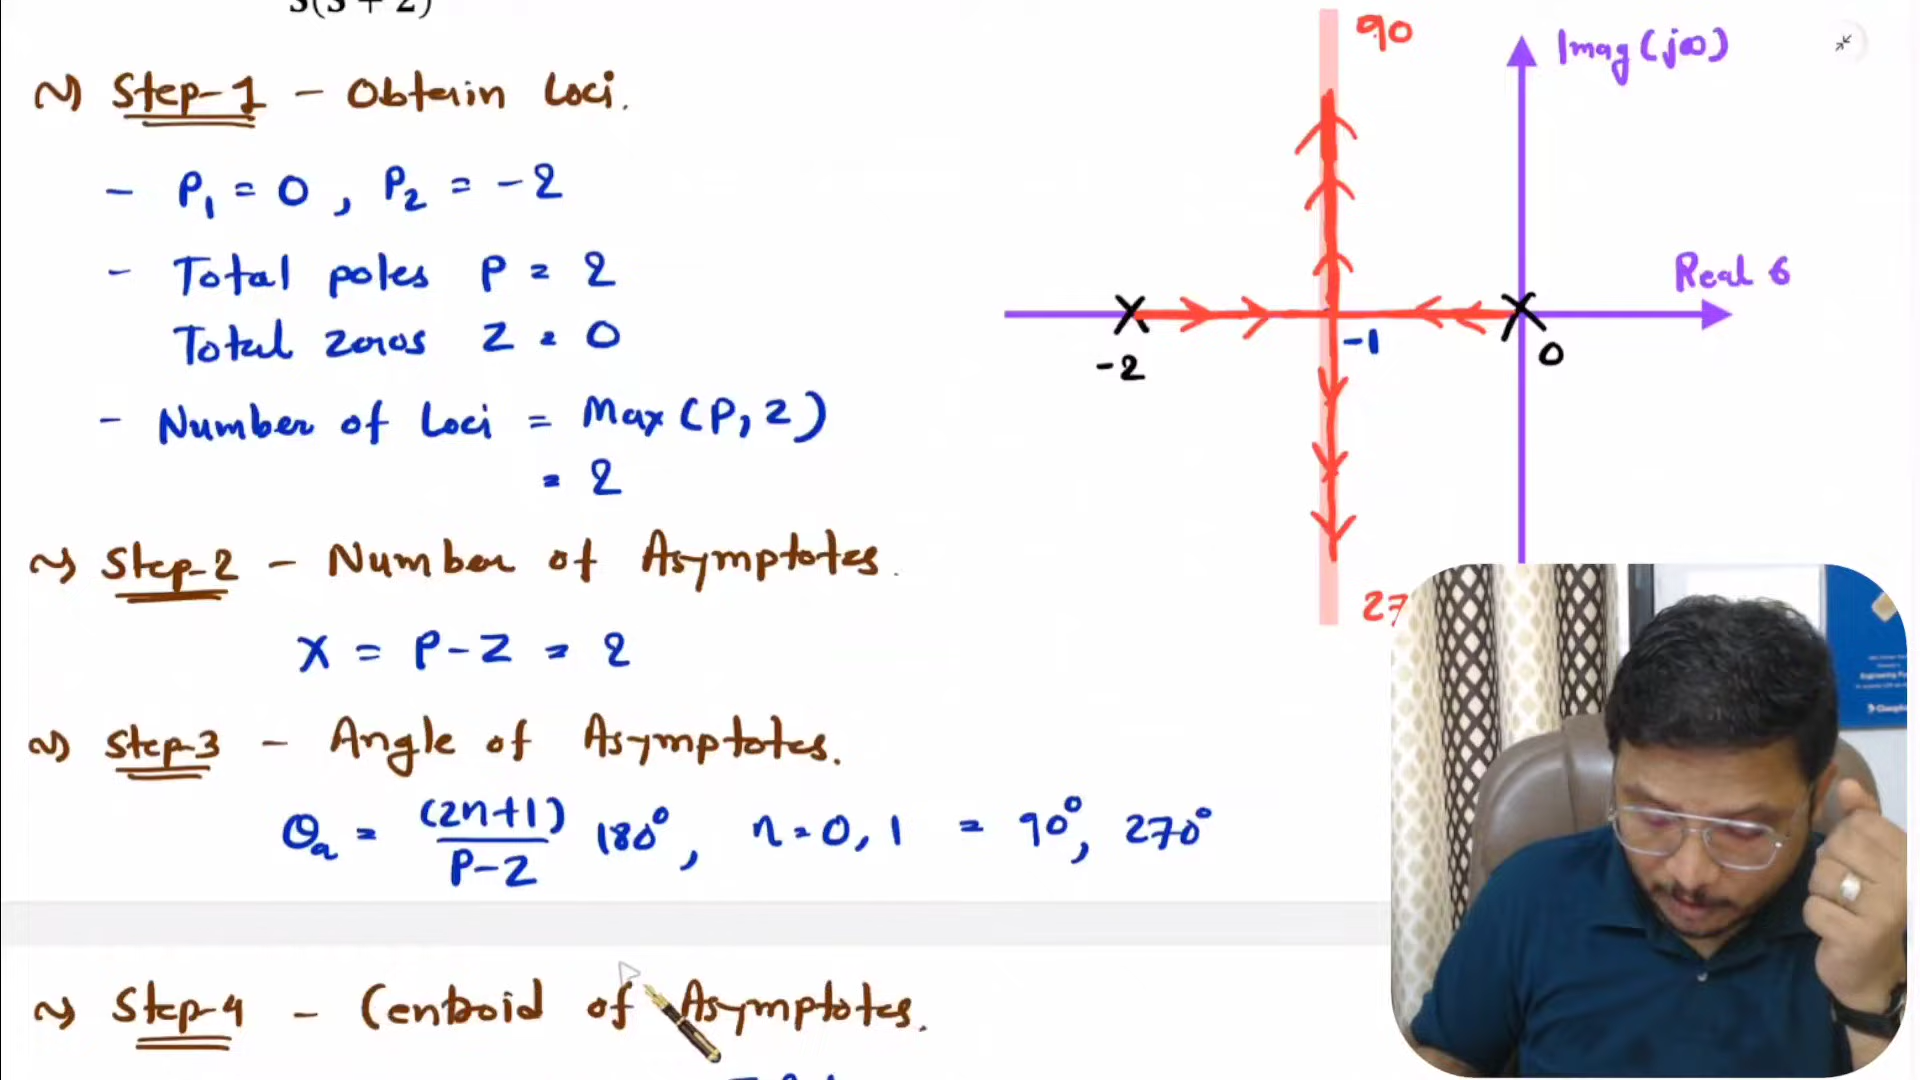 s(s + 2)
Step-1 - Obtain Loci.
- P₁ = 0 , P₂ = -2
- Total poles P = 2
Total zeros Z = 0
- Number of Loci = Max (P, Z)
= 2
Step-2 - Number of Asymptotes.
X = P-Z = 2
Step-3 - Angle of Asymptotes.
θₐ = (2n+1)/P-Z 180°, n=0, 1 = 90°, 270°
Step-4 - Centroid of Asymptotes.
90
Imag (jω)
Real σ
-2
-1
0
27